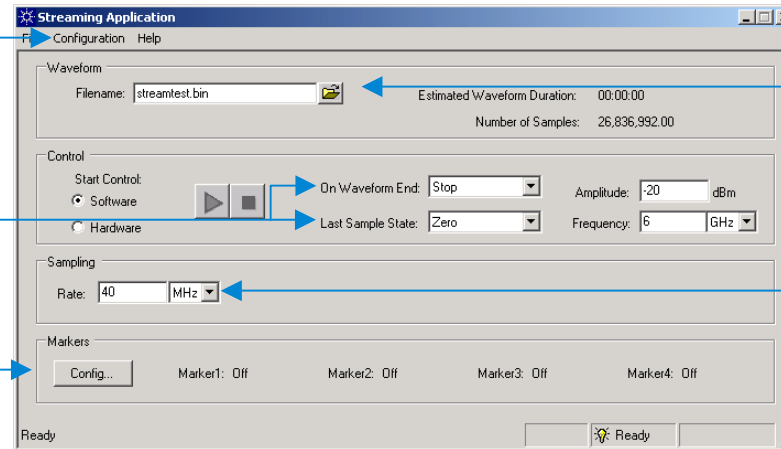 Streaming Application
Configuration Help
Waveform
Filename: streamtest.bin
Estimated Waveform Duration: 00:00:00
Number of Samples: 26,836,992.00
Control
Start Control:
Software
Hardware
On Waveform End: Stop
Last Sample State: Zero
Amplitude: -20 dBm
Frequency: 6 GHz
Sampling
Rate: 40 MHz
Markers
Config... Marker1: Off Marker2: Off Marker3: Off Marker4: Off
Ready Ready